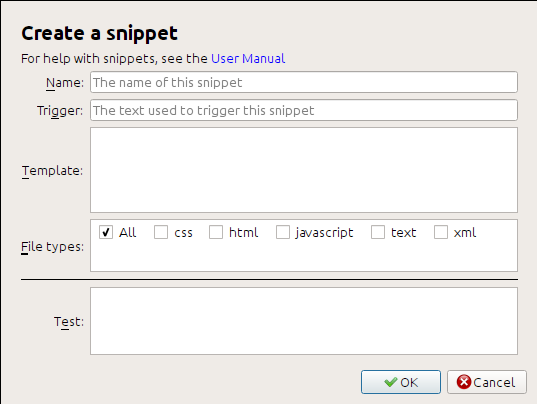 Create a snippet
For help with snippets, see the User Manual
Name: The name of this snippet
Trigger: The text used to trigger this snippet
Template:
File types: All css html javascript text xml
Test:
OK Cancel